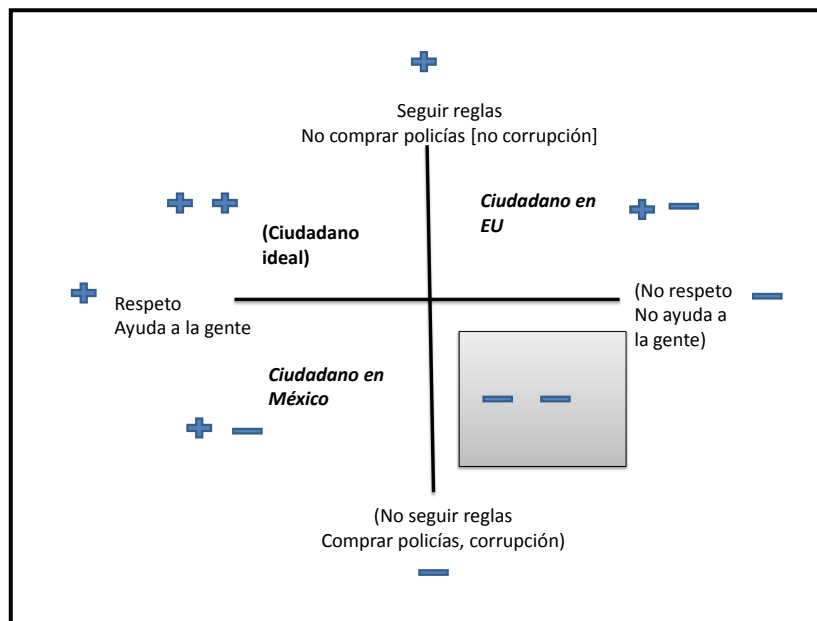 Seguir reglas
No comprar policías [no corrupción]
Ciudadano en
EU
(Ciudadano
ideal)
Respeto
Ayuda a la gente
(No respeto
No ayuda a
la gente)
Ciudadano en
México
(No seguir reglas
Comprar policías, corrupción)